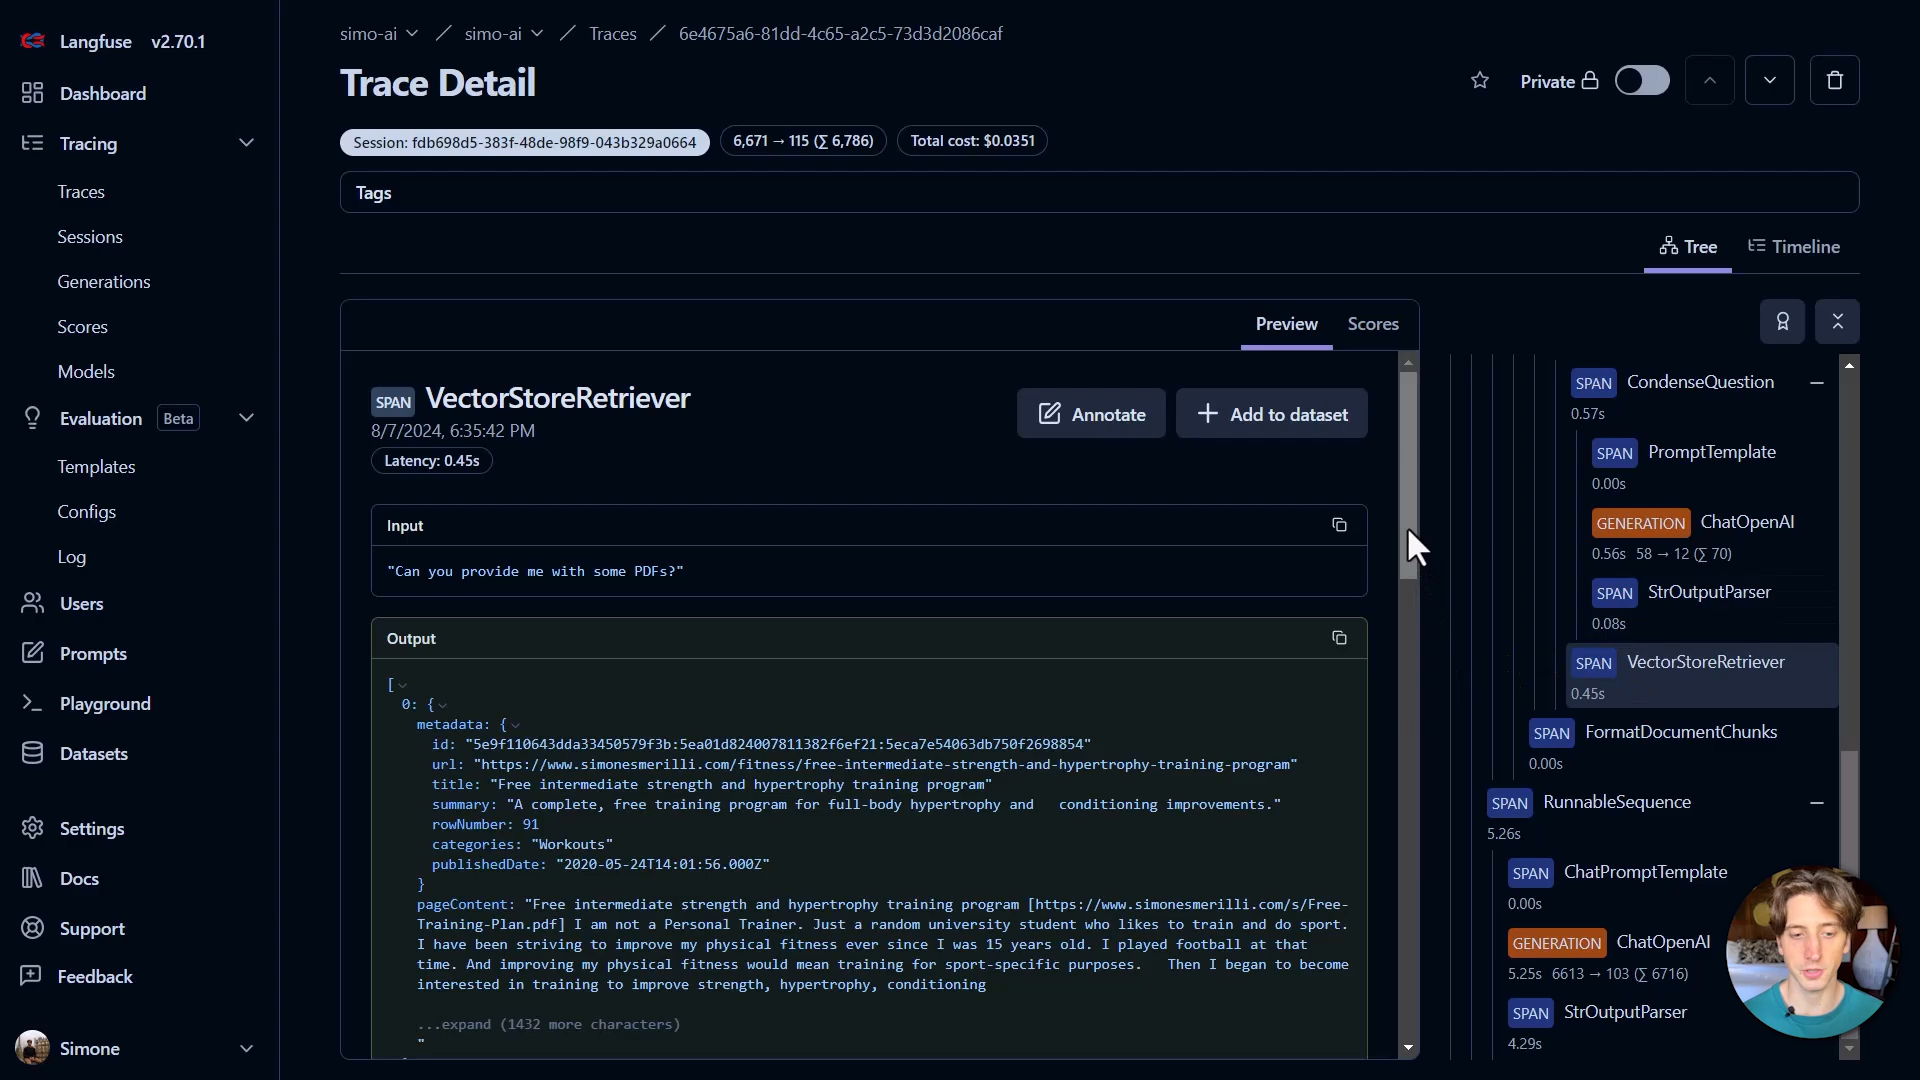 Langfuse v2.70.1
Dashboard
Tracing
Traces
Sessions
Generations
Scores
Models
Evaluation Beta
Templates
Configs
Log
Users
Prompts
Playground
Datasets
Settings
Docs
Support
Feedback
Simone
simo-ai / simo-ai / Traces / 6e4675a6-81dd-4c65-a2c5-73d3d2086caf
Trace Detail
Private
Session: fdb698d5-383f-48de-98f9-043b329a0664 6,671 → 115 (∑ 6,786) Total cost: $0.0351
Tags
Tree Timeline
Preview Scores
SPAN VectorStoreRetriever
8/7/2024, 6:35:42 PM
Latency: 0.45s
Annotate + Add to dataset
Input
"Can you provide me with some PDFs?"
Output
[
0: {
metadata: {
id: "5e9f110643dda33450579f3b:5ea01d824007811382f6ef21:5eca7e54063db750f2698854"
url: "https://www.simonesmerilli.com/fitness/free-intermediate-strength-and-hypertrophy-training-program"
title: "Free intermediate strength and hypertrophy training program"
summary: "A complete, free training program for full-body hypertrophy and   conditioning improvements."
rowNumber: 91
categories: "Workouts"
publishedDate: "2020-05-24T14:01:56.000Z"
}
pageContent: "Free intermediate strength and hypertrophy training program [https://www.simonesmerilli.com/s/Free-
Training-Plan.pdf] I am not a Personal Trainer. Just a random university student who likes to train and do sport.
I have been striving to improve my physical fitness ever since I was 15 years old. I played football at that
time. And improving my physical fitness would mean training for sport-specific purposes.   Then I began to become
interested in training to improve strength, hypertrophy, conditioning
...expand (1432 more characters)
"
SPAN CondenseQuestion
0.57s
SPAN PromptTemplate
0.00s
GENERATION ChatOpenAI
0.56s 58 → 12 (∑ 70)
SPAN StrOutputParser
0.08s
SPAN VectorStoreRetriever
0.45s
SPAN FormatDocumentChunks
0.00s
SPAN RunnableSequence
5.26s
SPAN ChatPromptTemplate
0.00s
GENERATION ChatOpenAI
5.25s 6613 → 103 (∑ 6716)
SPAN StrOutputParser
4.29s